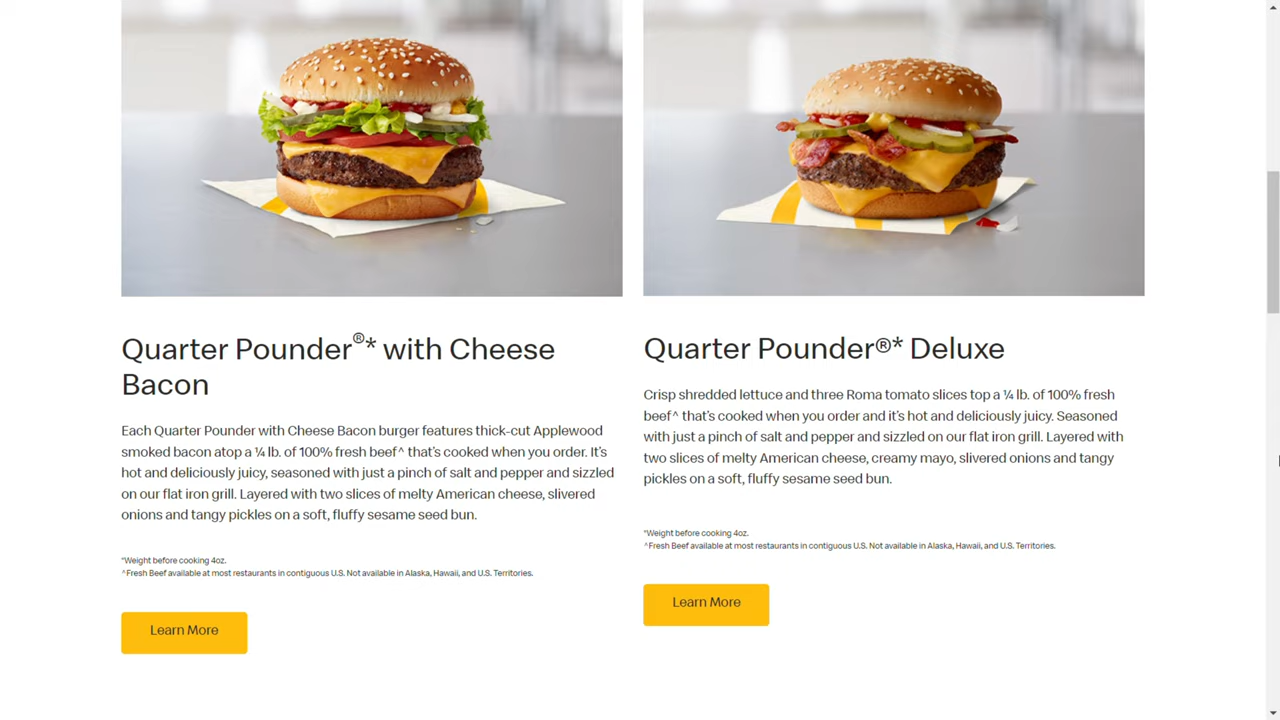 Quarter Pounder®* with Cheese
Bacon
Each Quarter Pounder with Cheese Bacon burger features thick-cut Applewood
smoked bacon atop a ¼ lb. of 100% fresh beef^ that's cooked when you order. It's
hot and deliciously juicy, seasoned with just a pinch of salt and pepper and sizzled
on our flat iron grill. Layered with two slices of melty American cheese, slivered
onions and tangy pickles on a soft, fluffy sesame seed bun.
*Weight before cooking 4oz.
^Fresh Beef available at most restaurants in contiguous U.S. Not available in Alaska, Hawaii, and U.S. Territories.
Learn More
Quarter Pounder®* Deluxe
Crisp shredded lettuce and three Roma tomato slices top a ¼ lb. of 100% fresh
beef^ that's cooked when you order and it's hot and deliciously juicy. Seasoned
with just a pinch of salt and pepper and sizzled on our flat iron grill. Layered with
two slices of melty American cheese, creamy mayo, slivered onions and tangy
pickles on a soft, fluffy sesame seed bun.
*Weight before cooking 4oz.
^Fresh Beef available at most restaurants in contiguous U.S. Not available in Alaska, Hawaii, and U.S. Territories.
Learn More